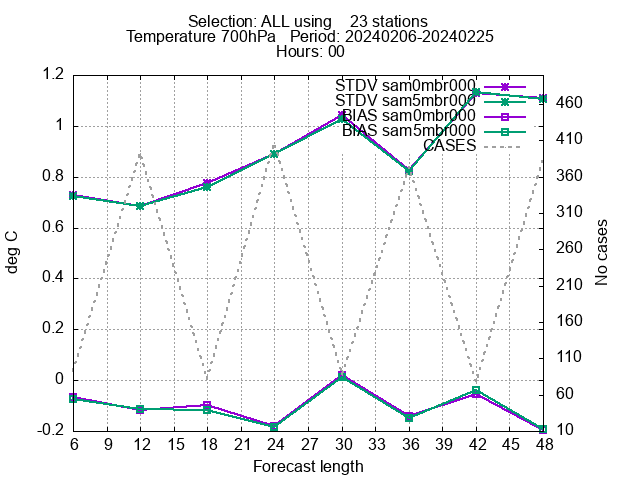 Selection: ALL using    23 stations
Temperature 700hPa   Period: 20240206-20240225
Hours: 00
STDV sam0mbr000
STDV sam5mbr000
BIAS sam0mbr000
BIAS sam5mbr000
CASES
1.2
1
0.8
0.6
0.4
0.2
0
-0.2
deg C
460
410
360
310
260
210
160
110
60
10
No cases
6 9 12 15 18 21 24 27 30 33 36 39 42 45 48
Forecast length